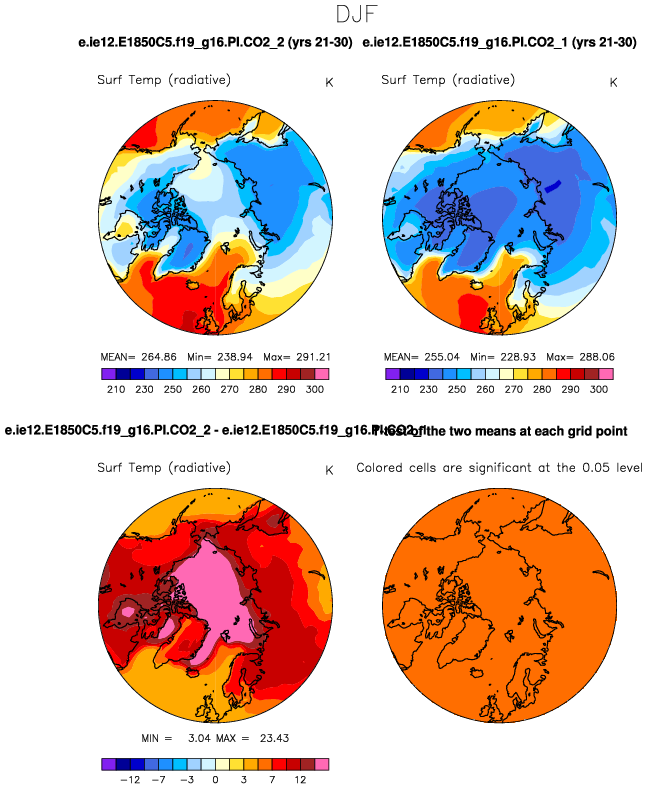 DJF
e.ie12.E1850C5.f19_g16.PI.CO2_2 (yrs 21-30) e.ie12.E1850C5.f19_g16.PI.CO2_1 (yrs 21-30)
Surf Temp (radiative) K Surf Temp (radiative) K
MEAN= 264.86 Min= 238.94 Max= 291.21 MEAN= 255.04 Min= 228.93 Max= 288.06
210 230 250 260 270 280 290 300 210 230 250 260 270 280 290 300
e.ie12.E1850C5.f19_g16.PI.CO2_2 - e.ie12.E1850C5.f19_g16.PI.CO2_1 T-test of the two means at each grid point
Surf Temp (radiative) K Colored cells are significant at the 0.05 level
MIN = 3.04 MAX = 23.43
-12 -7 -3 0 3 7 12